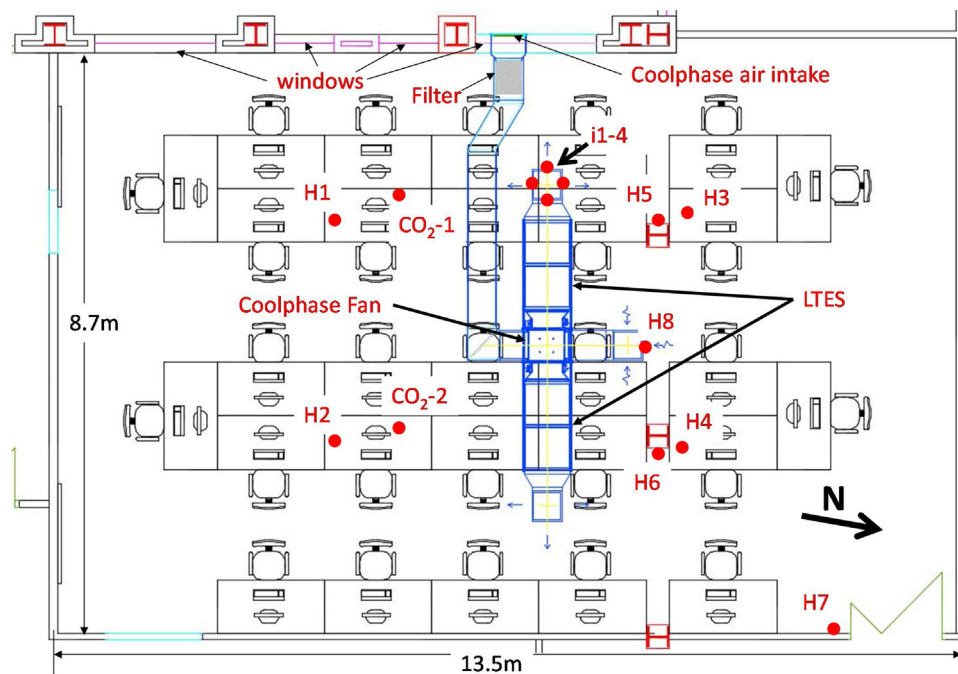 windows
Coolphase air intake
Filter
i1-4
H1
CO₂-1
H5
H3
Coolphase Fan
LTES
8.7m
H8
CO₂-2
H2
H4
H6
N
H7
13.5m